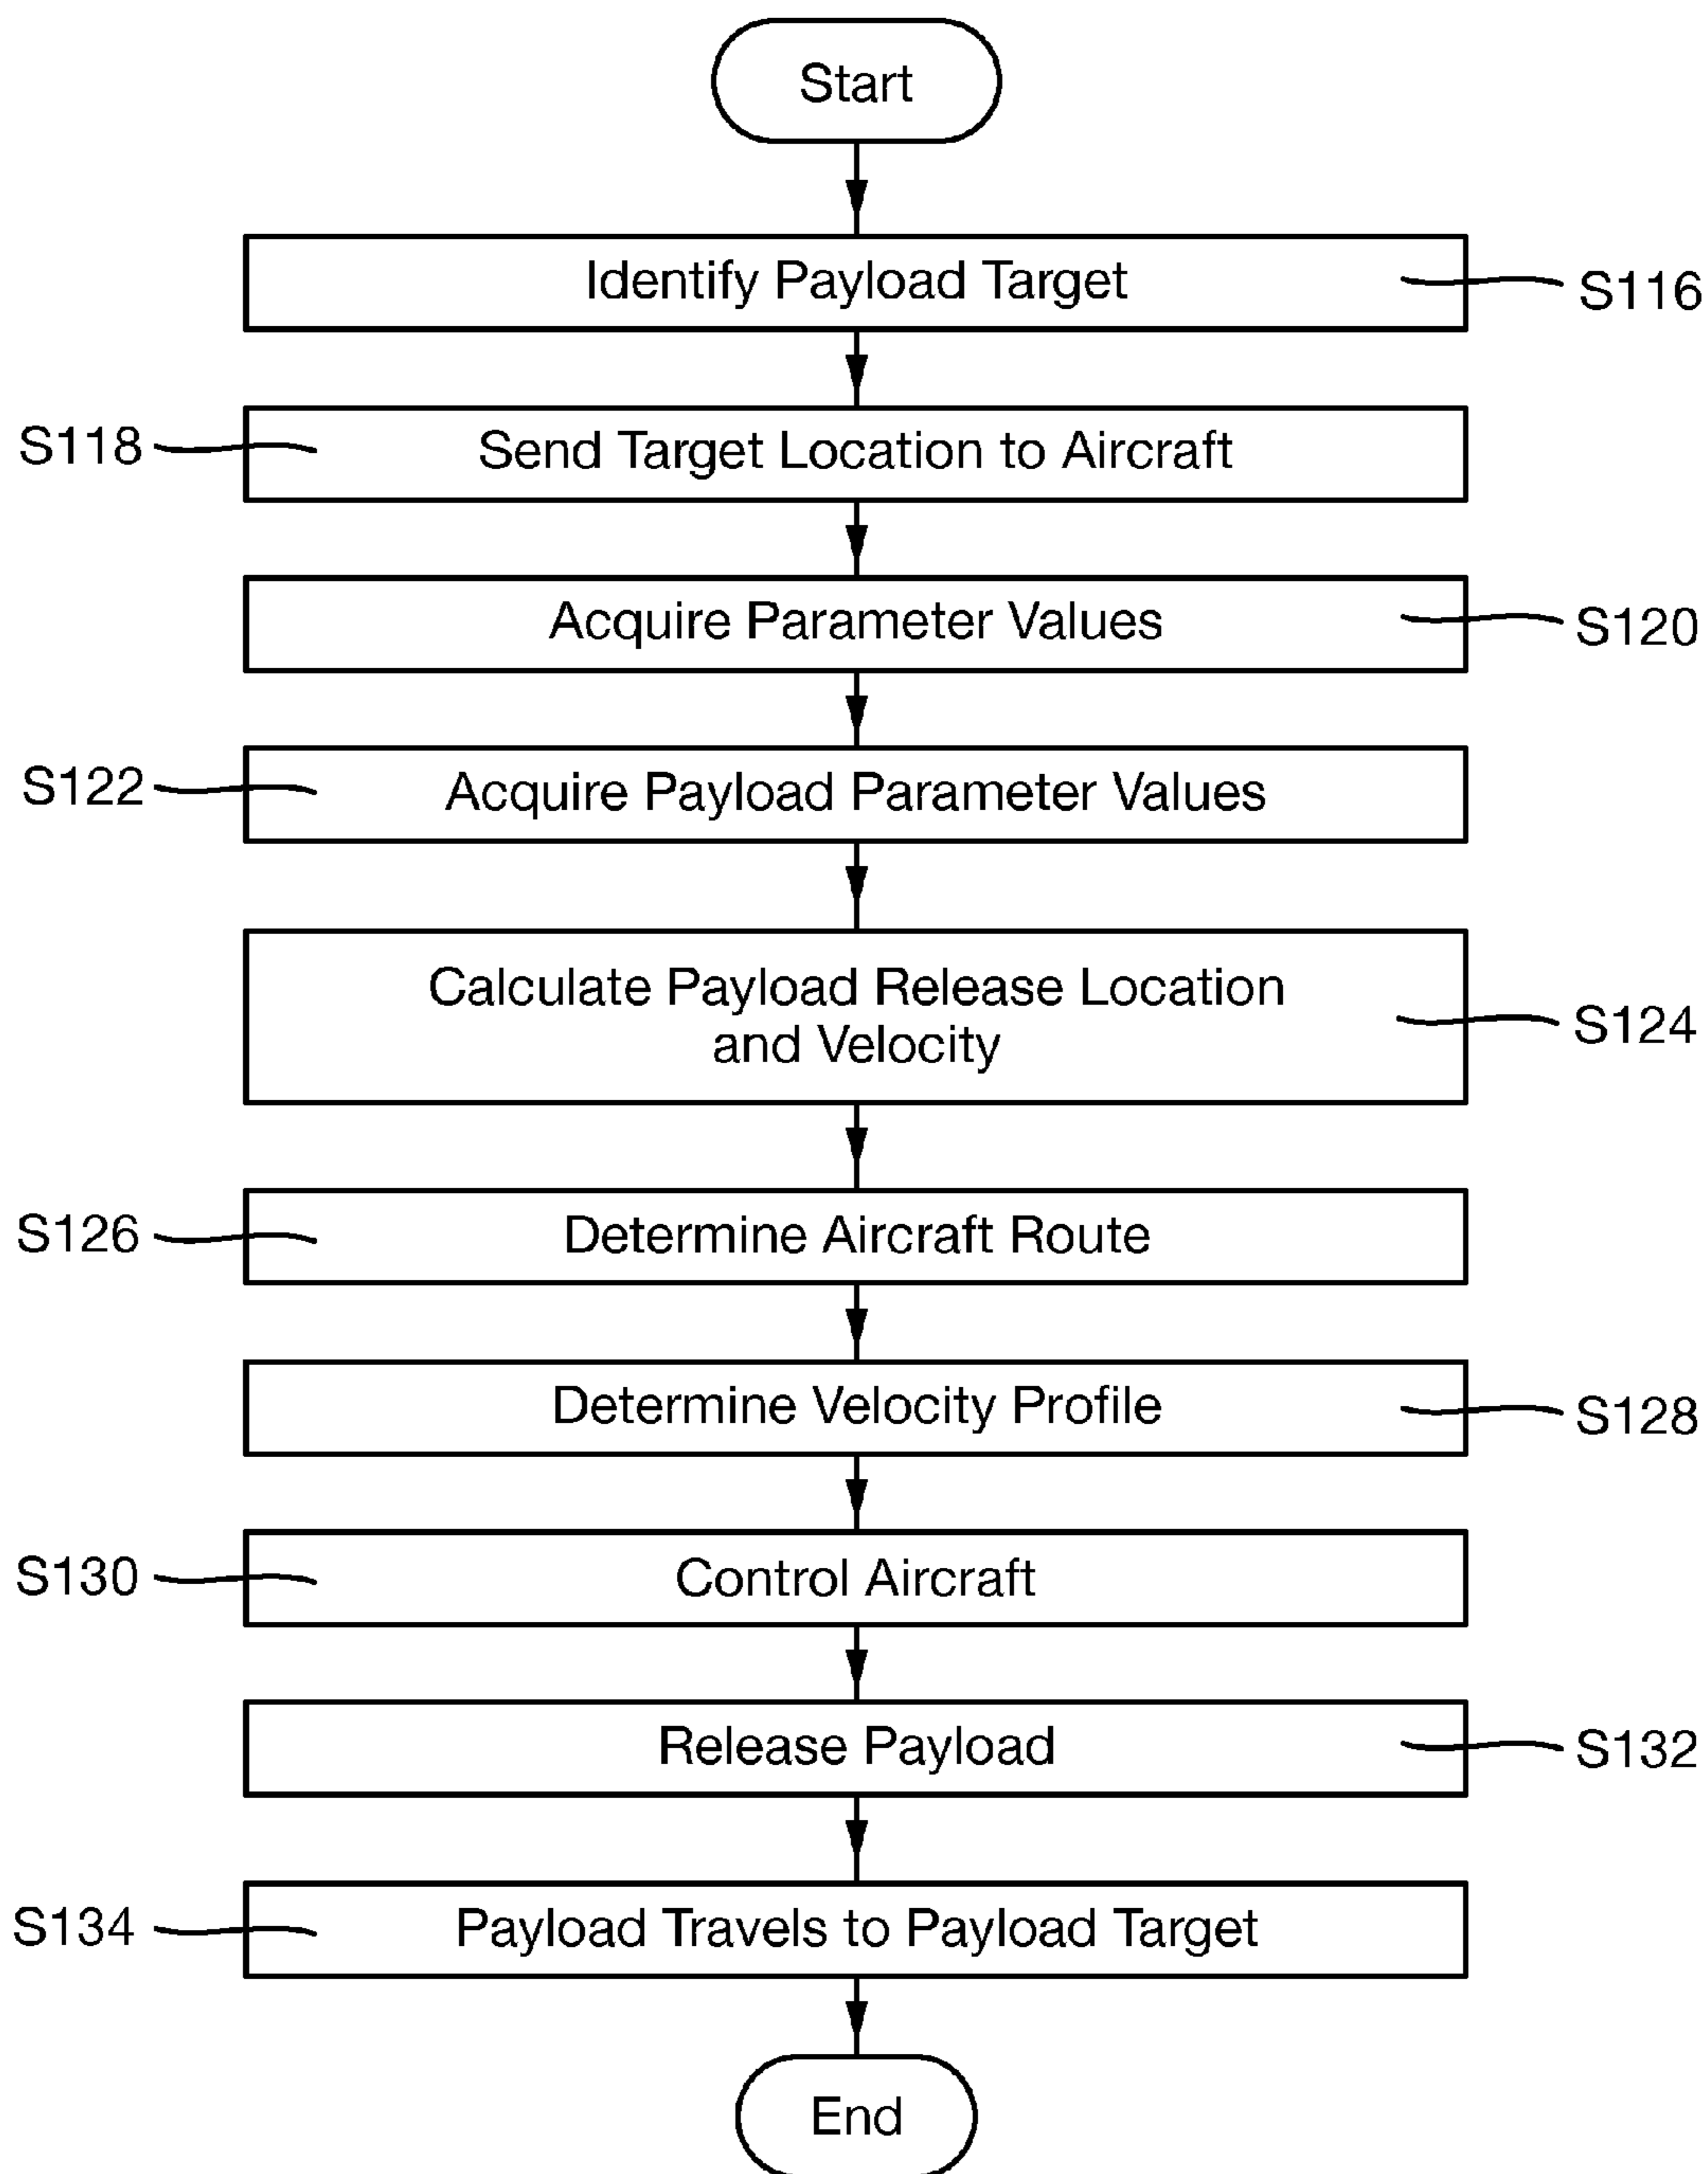 Start
Identify Payload Target
S116
S118
Send Target Location to Aircraft
Acquire Parameter Values
S120
S122
Acquire Payload Parameter Values
Calculate Payload Release Location
and Velocity
S124
S126
Determine Aircraft Route
Determine Velocity Profile
S128
S130
Control Aircraft
Release Payload
S132
S134
Payload Travels to Payload Target
End